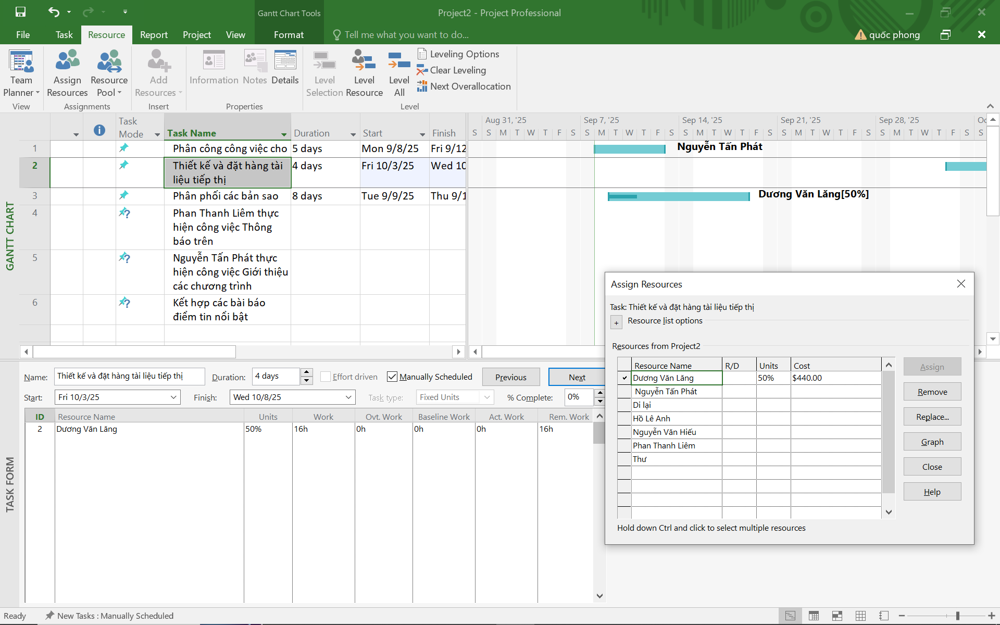 Gantt Chart Tools
Project2 - Project Professional
File
Task
Resource
Report
Project
View
Format
Tell me what you want to do...
quốc phong
Team Planner
Assign Resources
Resource Pool
Add Resources
Information
Notes
Details
Level Selection
Level Resource
Level All
Leveling Options
Clear Leveling
Next Overallocation
View
Assignments
Insert
Properties
Level
GANTT CHART
Task Mode
Task Name
Duration
Start
Finish
Aug 31, '25
Sep 7, '25
Sep 14, '25
Sep 21, '25
Sep 28, '25
S S M T W T F S S M T W T F S S M T W T F S S M T W T F S S M T W T F S S
1 Phân công công việc cho 5 days Mon 9/8/25 Fri 9/12
Nguyễn Tấn Phát
2 Thiết kế và đặt hàng tài 4 days Fri 10/3/25 Wed 10
liệu tiếp thị
3 Phân phối các bản sao 8 days Tue 9/9/25 Thu 9/1
Dương Văn Lăng[50%]
4 Phan Thanh Liêm thực
hiện công việc Thông
báo trên
5 Nguyễn Tấn Phát thực
hiện công việc Giới thiệu
các chương trình
6 Kết hợp các bài báo
điểm tin nổi bật
TASK FORM
Name: Thiết kế và đặt hàng tài liệu tiếp thị
Duration: 4 days
Effort driven
Manually Scheduled
Previous
Next
Start: Fri 10/3/25
Finish: Wed 10/8/25
Task type: Fixed Units
% Complete: 0%
ID Resource Name Units Work Ovt. Work Baseline Work Act. Work Rem. Work
2 Dương Văn Lăng 50% 16h 0h 0h 0h 16h
Assign Resources
Task: Thiết kế và đặt hàng tài liệu tiếp thị
+ Resource list options
Resources from Project2
Resource Name R/D Units Cost
Dương Văn Lăng 50% $440.00
Nguyễn Tấn Phát
Di lại
Hồ Lê Anh
Nguyễn Văn Hiếu
Phan Thanh Liêm
Thư
Assign
Remove
Replace...
Graph
Close
Help
Hold down Ctrl and click to select multiple resources
Ready
New Tasks : Manually Scheduled